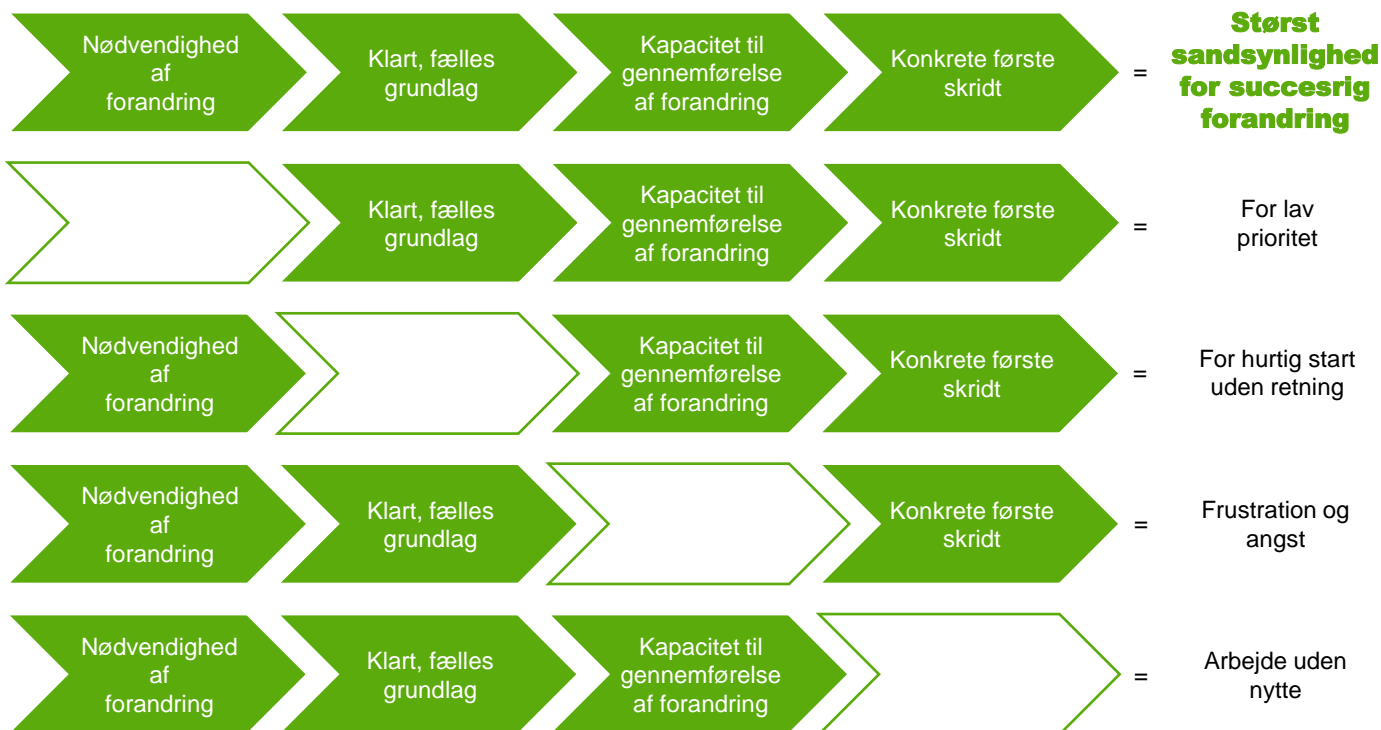 Nødvendighed
af
forandring
Klart, fælles
grundlag
Kapacitet til
gennemførelse
af forandring
Konkrete første
skridt
=
Størst
sandsynlighed
for succesrig
forandring
Klart, fælles
grundlag
Kapacitet til
gennemførelse
af forandring
Konkrete første
skridt
=
For lav
prioritet
Nødvendighed
af
forandring
Kapacitet til
gennemførelse
af forandring
Konkrete første
skridt
=
For hurtig start
uden retning
Nødvendighed
af
forandring
Klart, fælles
grundlag
Konkrete første
skridt
=
Frustration og
angst
Nødvendighed
af
forandring
Klart, fælles
grundlag
Kapacitet til
gennemførelse
af forandring
=
Arbejde uden
nytte